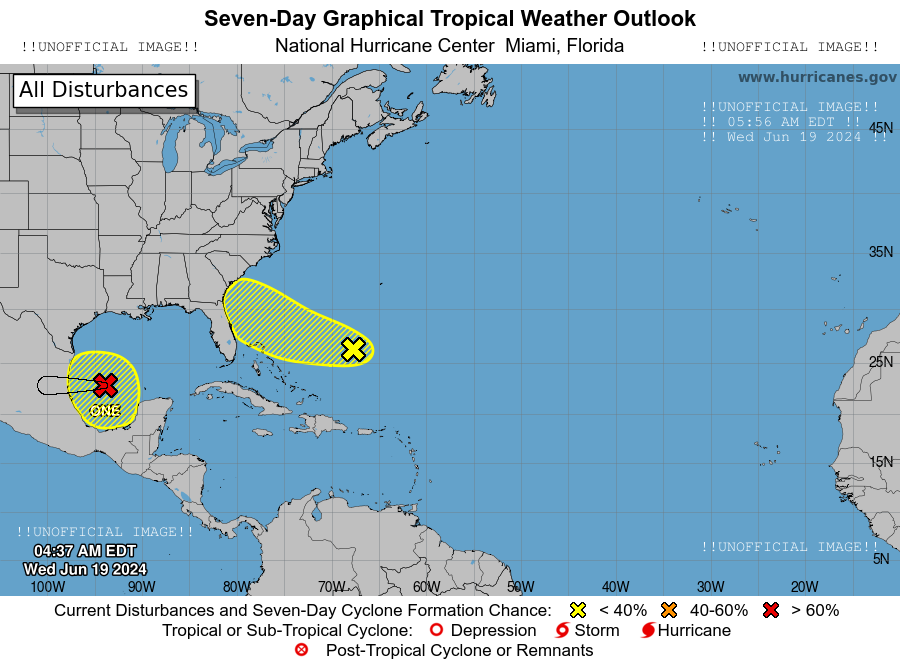 Seven-Day Graphical Tropical Weather Outlook
!!UNOFFICIAL IMAGE!! National Hurricane Center Miami, Florida !!UNOFFICIAL IMAGE!!
All Disturbances
www.hurricanes.gov
!!UNOFFICIAL IMAGE!!
!! 05:56 AM EDT !!
!! Wed Jun 19 2024 !!
45N
35N
25N
ONE
15N
!!UNOFFICIAL IMAGE!!
04:37 AM EDT
Wed Jun 19 2024
!!UNOFFICIAL IMAGE!!
5N
100W 90W 80W 70W 60W 50W 40W 30W 20W
Current Disturbances and Seven-Day Cyclone Formation Chance: < 40% 40-60% > 60%
Tropical or Sub-Tropical Cyclone: Depression Storm Hurricane
Post-Tropical Cyclone or Remnants